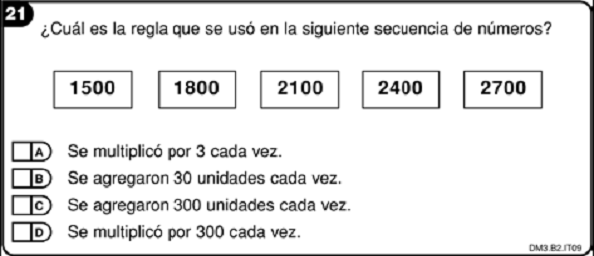 21
¿Cuál es la regla que se usó en la siguiente secuencia de números?
1500 1800 2100 2400 2700
A Se multiplicó por 3 cada vez.
B Se agregaron 30 unidades cada vez.
C Se agregaron 300 unidades cada vez.
D Se multiplicó por 300 cada vez.
DM3.B2.IT09